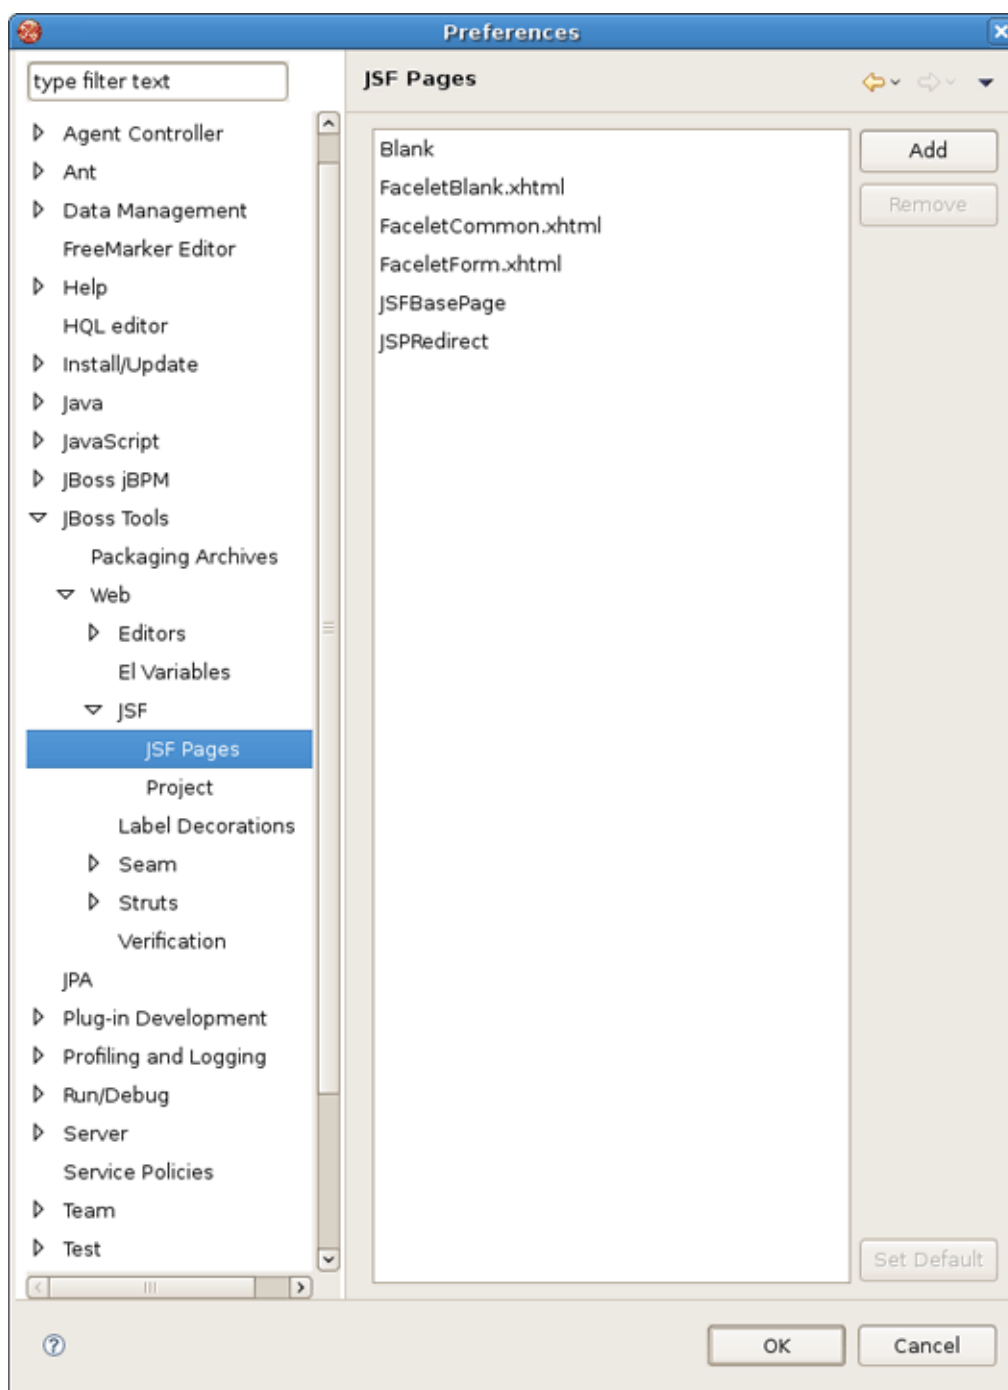 Preferences
type filter text
Agent Controller
Ant
Data Management
FreeMarker Editor
Help
HQL editor
Install/Update
Java
JavaScript
JBoss jBPM
JBoss Tools
Packaging Archives
Web
Editors
El Variables
JSF
JSF Pages
Project
Label Decorations
Seam
Struts
Verification
JPA
Plug-in Development
Profiling and Logging
Run/Debug
Server
Service Policies
Team
Test
JSF Pages
Blank
FaceletBlank.xhtml
FaceletCommon.xhtml
FaceletForm.xhtml
JSFBasePage
JSPRedirect
Add
Remove
Set Default
OK
Cancel